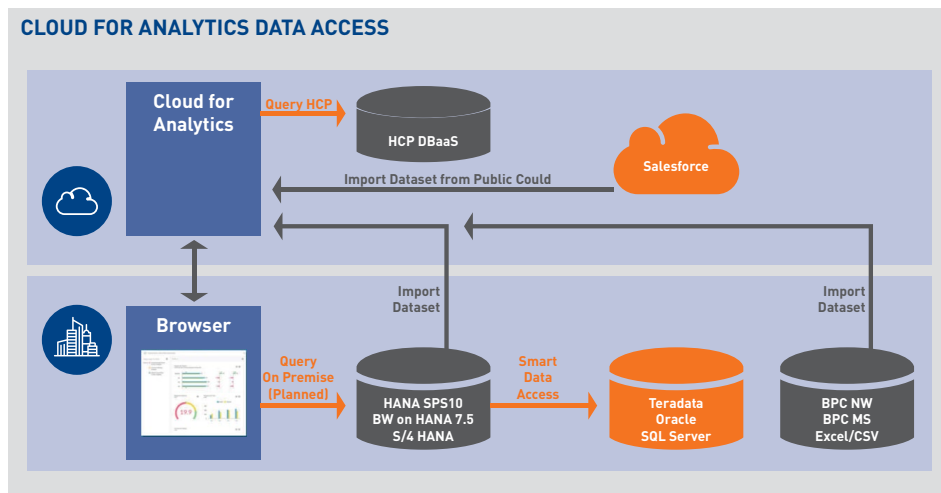 CLOUD FOR ANALYTICS DATA ACCESS
Cloud for
Analytics
Query HCP
HCP DBaaS
Salesforce
Import Dataset from Public Could
Import
Dataset
Import
Dataset
Browser
19.9
Query
On Premise
(Planned)
HANA SPS10
BW on HANA 7.5
S/4 HANA
Smart
Data
Access
Teradata
Oracle
SQL Server
BPC NW
BPC MS
Excel/CSV